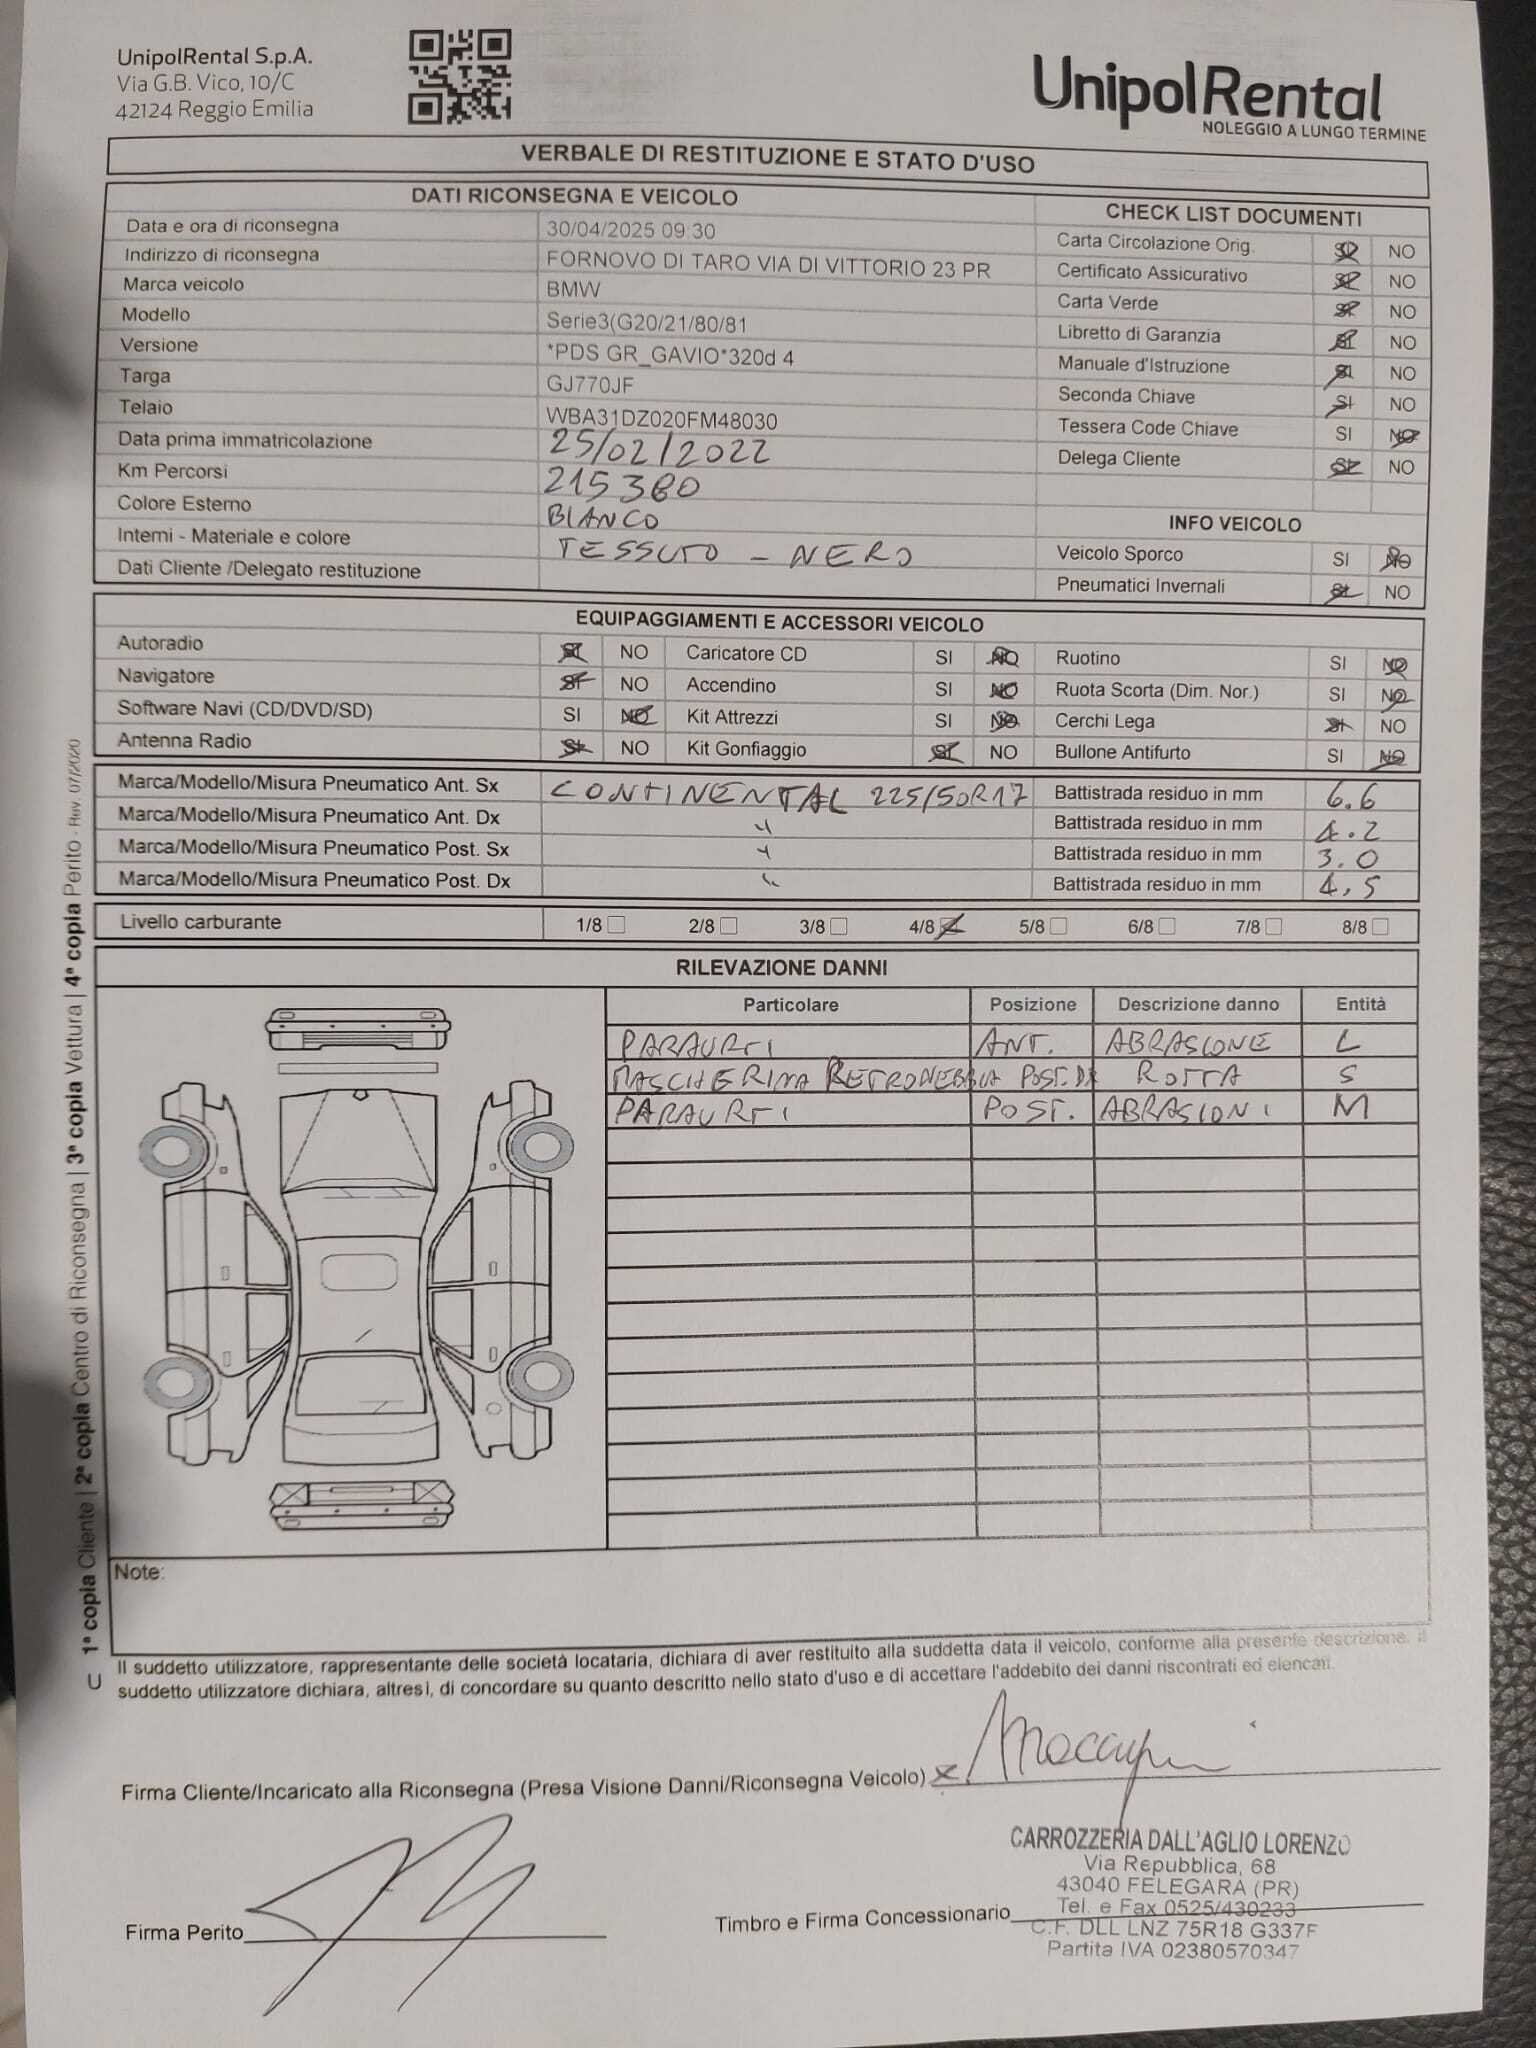 UnipolRental S.p.A.
Via G.B. Vico, 10/C
42124 Reggio Emilia
UnipolRental
NOLEGGIO A LUNGO TERMINE
VERBALE DI RESTITUZIONE E STATO D'USO
DATI RICONSEGNA E VEICOLO
Data e ora di riconsegna 30/04/2025 09:30
Indirizzo di riconsegna FORNOVO DI TARO VIA DI VITTORIO 23 PR
Marca veicolo BMW
Modello Serie3(G20/21/80/81
Versione *PDS GR_GAVIO*320d 4
Targa GJ770JF
Telaio WBA31DZ020FM48030
Data prima immatricolazione 25/02/2022
Km Percorsi 215380
Colore Esterno BIANCO
Interni - Materiale e colore TESSUTO - NERO
Dati Cliente /Delegato restituzione
CHECK LIST DOCUMENTI
Carta Circolazione Orig. SI NO
Certificato Assicurativo SI NO
Carta Verde SI NO
Libretto di Garanzia SI NO
Manuale d'Istruzione SI NO
Seconda Chiave SI NO
Tessera Code Chiave SI NO
Delega Cliente SI NO
INFO VEICOLO
Veicolo Sporco SI NO
Pneumatici Invernali SI NO
EQUIPAGGIAMENTI E ACCESSORI VEICOLO
Autoradio SI NO Caricatore CD SI NO Ruotino SI NO
Navigatore SI NO Accendino SI NO Ruota Scorta (Dim. Nor.) SI NO
Software Navi (CD/DVD/SD) SI NO Kit Attrezzi SI NO Cerchi Lega SI NO
Antenna Radio SI NO Kit Gonfiaggio SI NO Bullone Antifurto SI NO
Marca/Modello/Misura Pneumatico Ant. Sx CONTINENTAL 225/50R17 Battistrada residuo in mm 6.6
Marca/Modello/Misura Pneumatico Ant. Dx " Battistrada residuo in mm 4.2
Marca/Modello/Misura Pneumatico Post. Sx " Battistrada residuo in mm 3.0
Marca/Modello/Misura Pneumatico Post. Dx " Battistrada residuo in mm 4,5
Livello carburante 1/8 2/8 3/8 4/8 5/8 6/8 7/8 8/8
RILEVAZIONE DANNI
Particolare Posizione Descrizione danno Entità
PARAURTI ANT. ABRASIONE L
MASCHERINA RETRONEBBIA POST.DX ROTTA S
PARAURTI POST. ABRASIONI M
Note:
Il suddetto utilizzatore, rappresentante delle società locataria, dichiara di aver restituito alla suddetta data il veicolo, conforme alla presente descrizione. Il
suddetto utilizzatore dichiara, altresì, di concordare su quanto descritto nello stato d'uso e di accettare l'addebito dei danni riscontrati ed elencati.
Firma Cliente/Incaricato alla Riconsegna (Presa Visione Danni/Riconsegna Veicolo) x
Firma Perito
Timbro e Firma Concessionario
CARROZZERIA DALL'AGLIO LORENZO
Via Repubblica, 68
43040 FELEGARA (PR)
Tel. e Fax 0525/430233
C.F. DLL LNZ 75R18 G337F
Partita IVA 02380570347
U 1ª copia Cliente | 2ª copia Centro di Riconsegna | 3ª copia Vettura | 4ª copia Perito - Rev. 07/2020